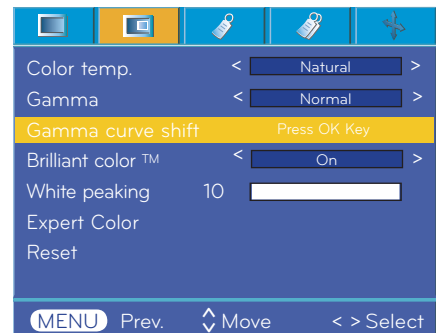 Color temp. < Natural >
Gamma < Normal >
Gamma curve shift Press OK Key
Brilliant color ™ < On >
White peaking 10
Expert Color
Reset
MENU Prev. Move < > Select